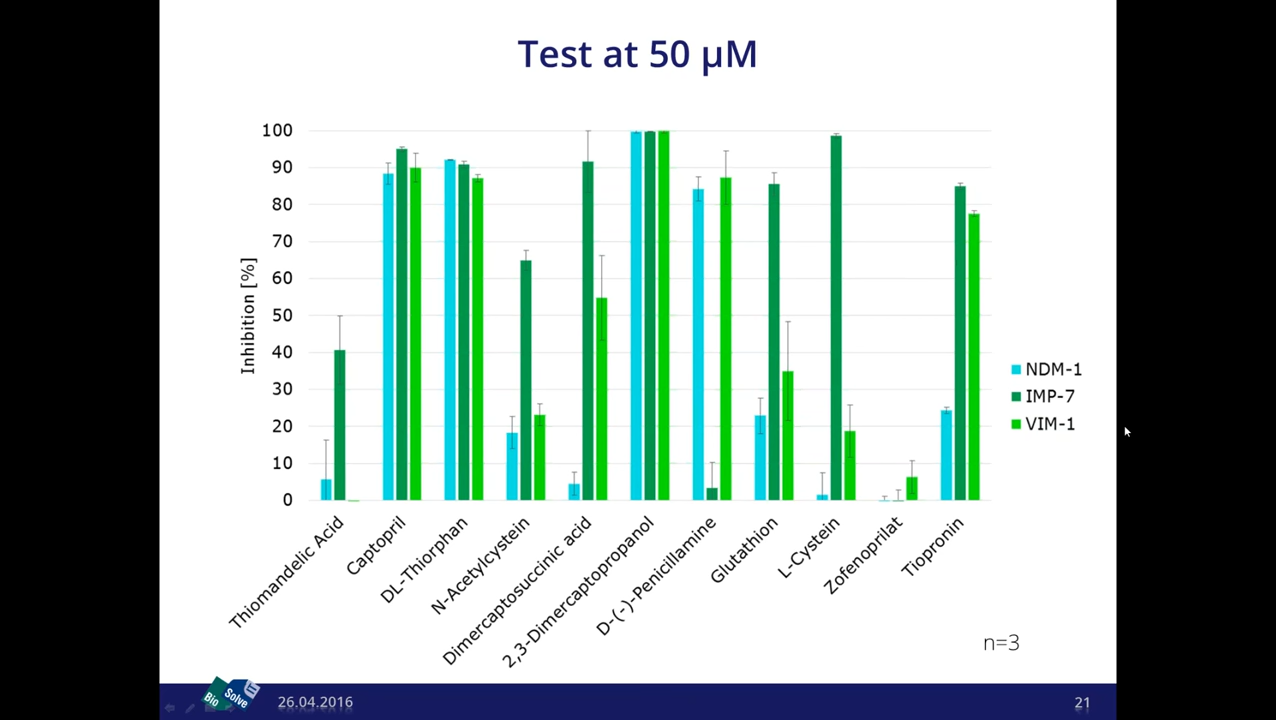 Test at 50 µM
100
90
80
70
60
50
40
30
20
10
0
Inhibition [%]
Thiomandelic Acid
Captopril
DL-Thiorphan
N-Acetylcystein
Dimercaptosuccinic acid
2,3-Dimercaptopropanol
D-(-)-Penicillamine
Glutathion
L-Cystein
Zofenoprilat
Tiopronin
NDM-1
IMP-7
VIM-1
n=3
Bio
Solve
26.04.2016
21